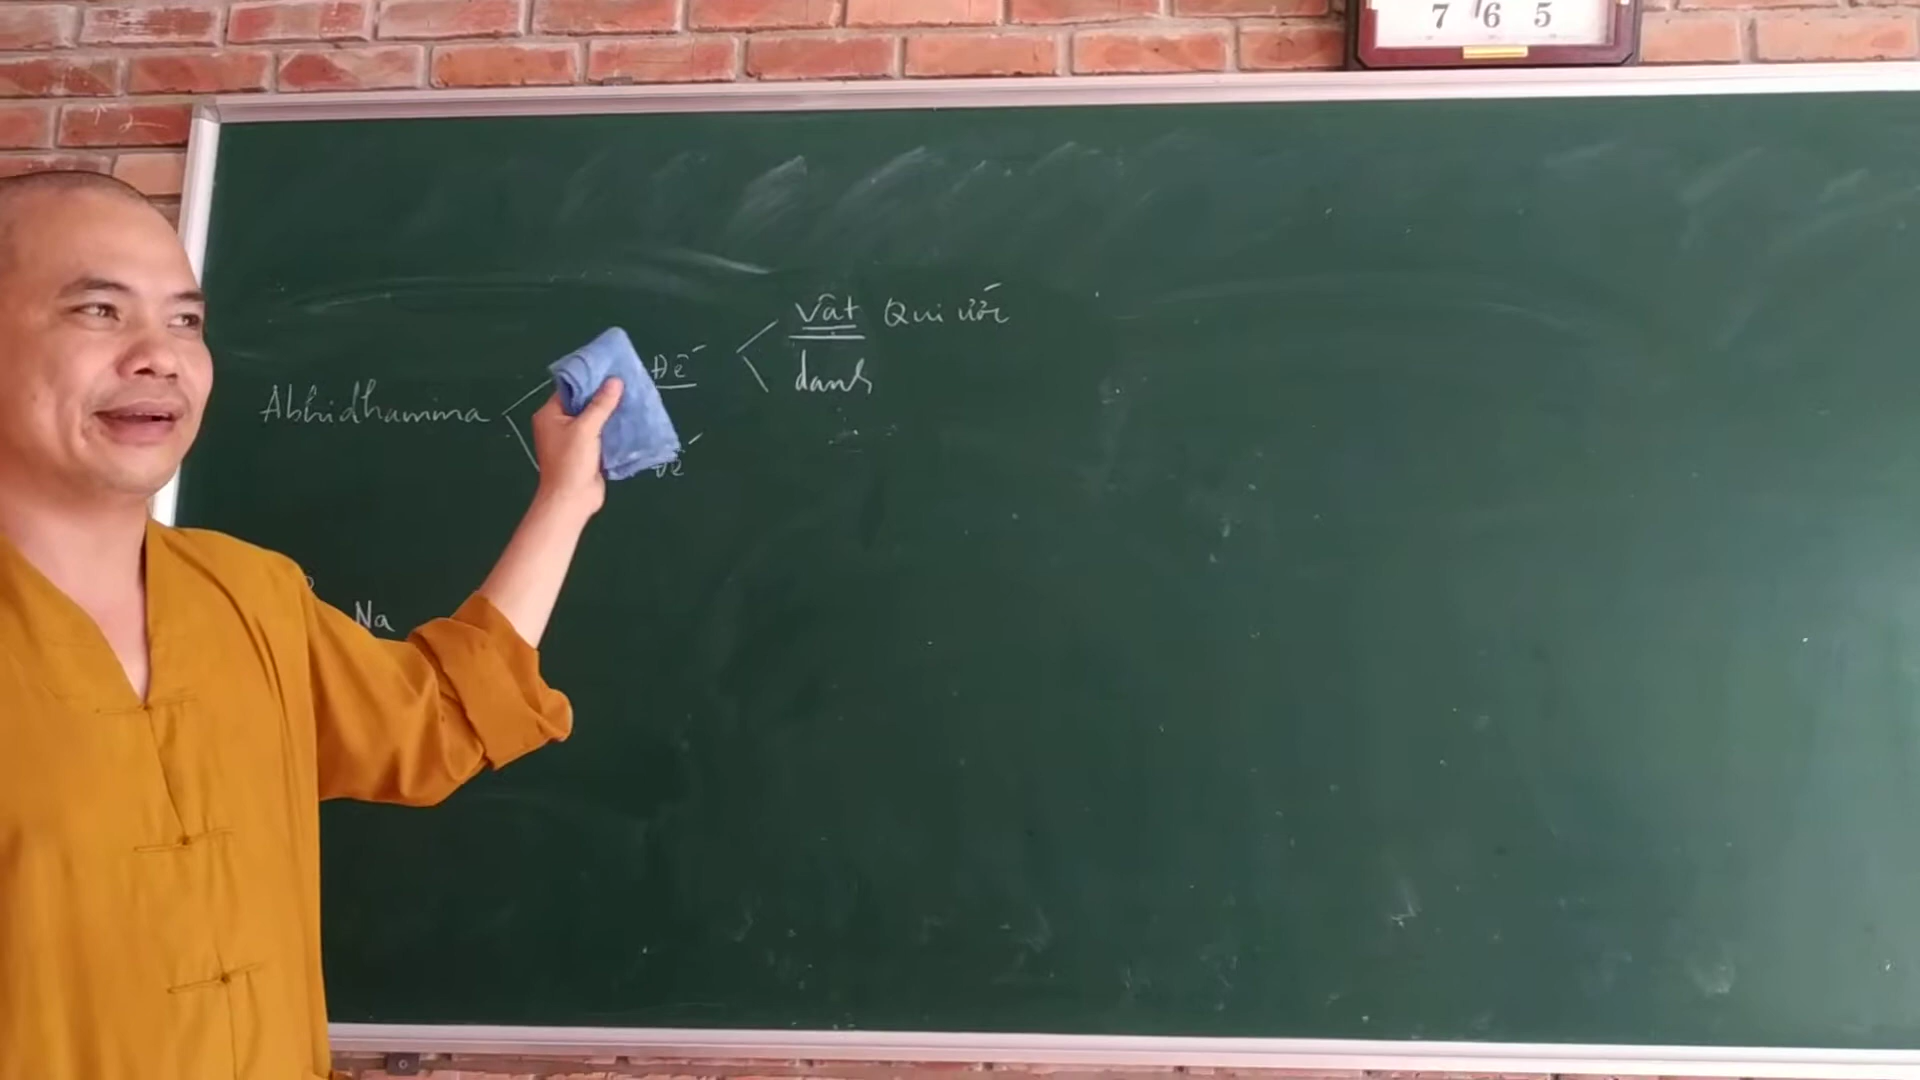 7 6 5
Vật Qui ước
Đế
danh
Abhidhamma
Đế
Na